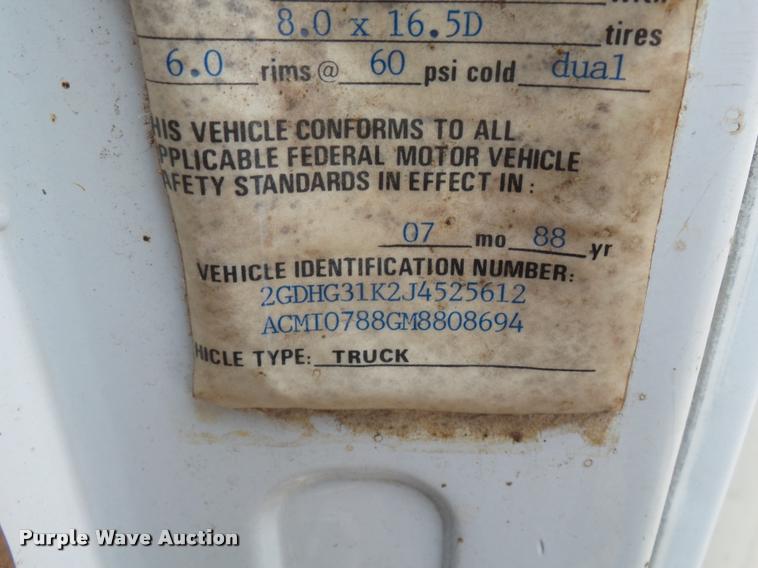 8.0 x 16.5D tires
6.0 rims @ 60 psi cold dual
HIS VEHICLE CONFORMS TO ALL
PPLICABLE FEDERAL MOTOR VEHICLE
AFETY STANDARDS IN EFFECT IN:
07 mo 88 yr
VEHICLE IDENTIFICATION NUMBER:
2GDHG31K2J4525612
ACMI0788GM8808694
HICLE TYPE: TRUCK
Purple Wave Auction